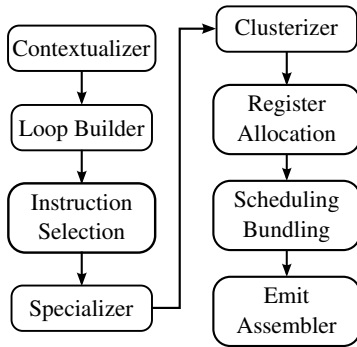 Contextualizer
Loop Builder
Instruction
Selection
Specializer
Clusterizer
Register
Allocation
Scheduling
Bundling
Emit
Assembler